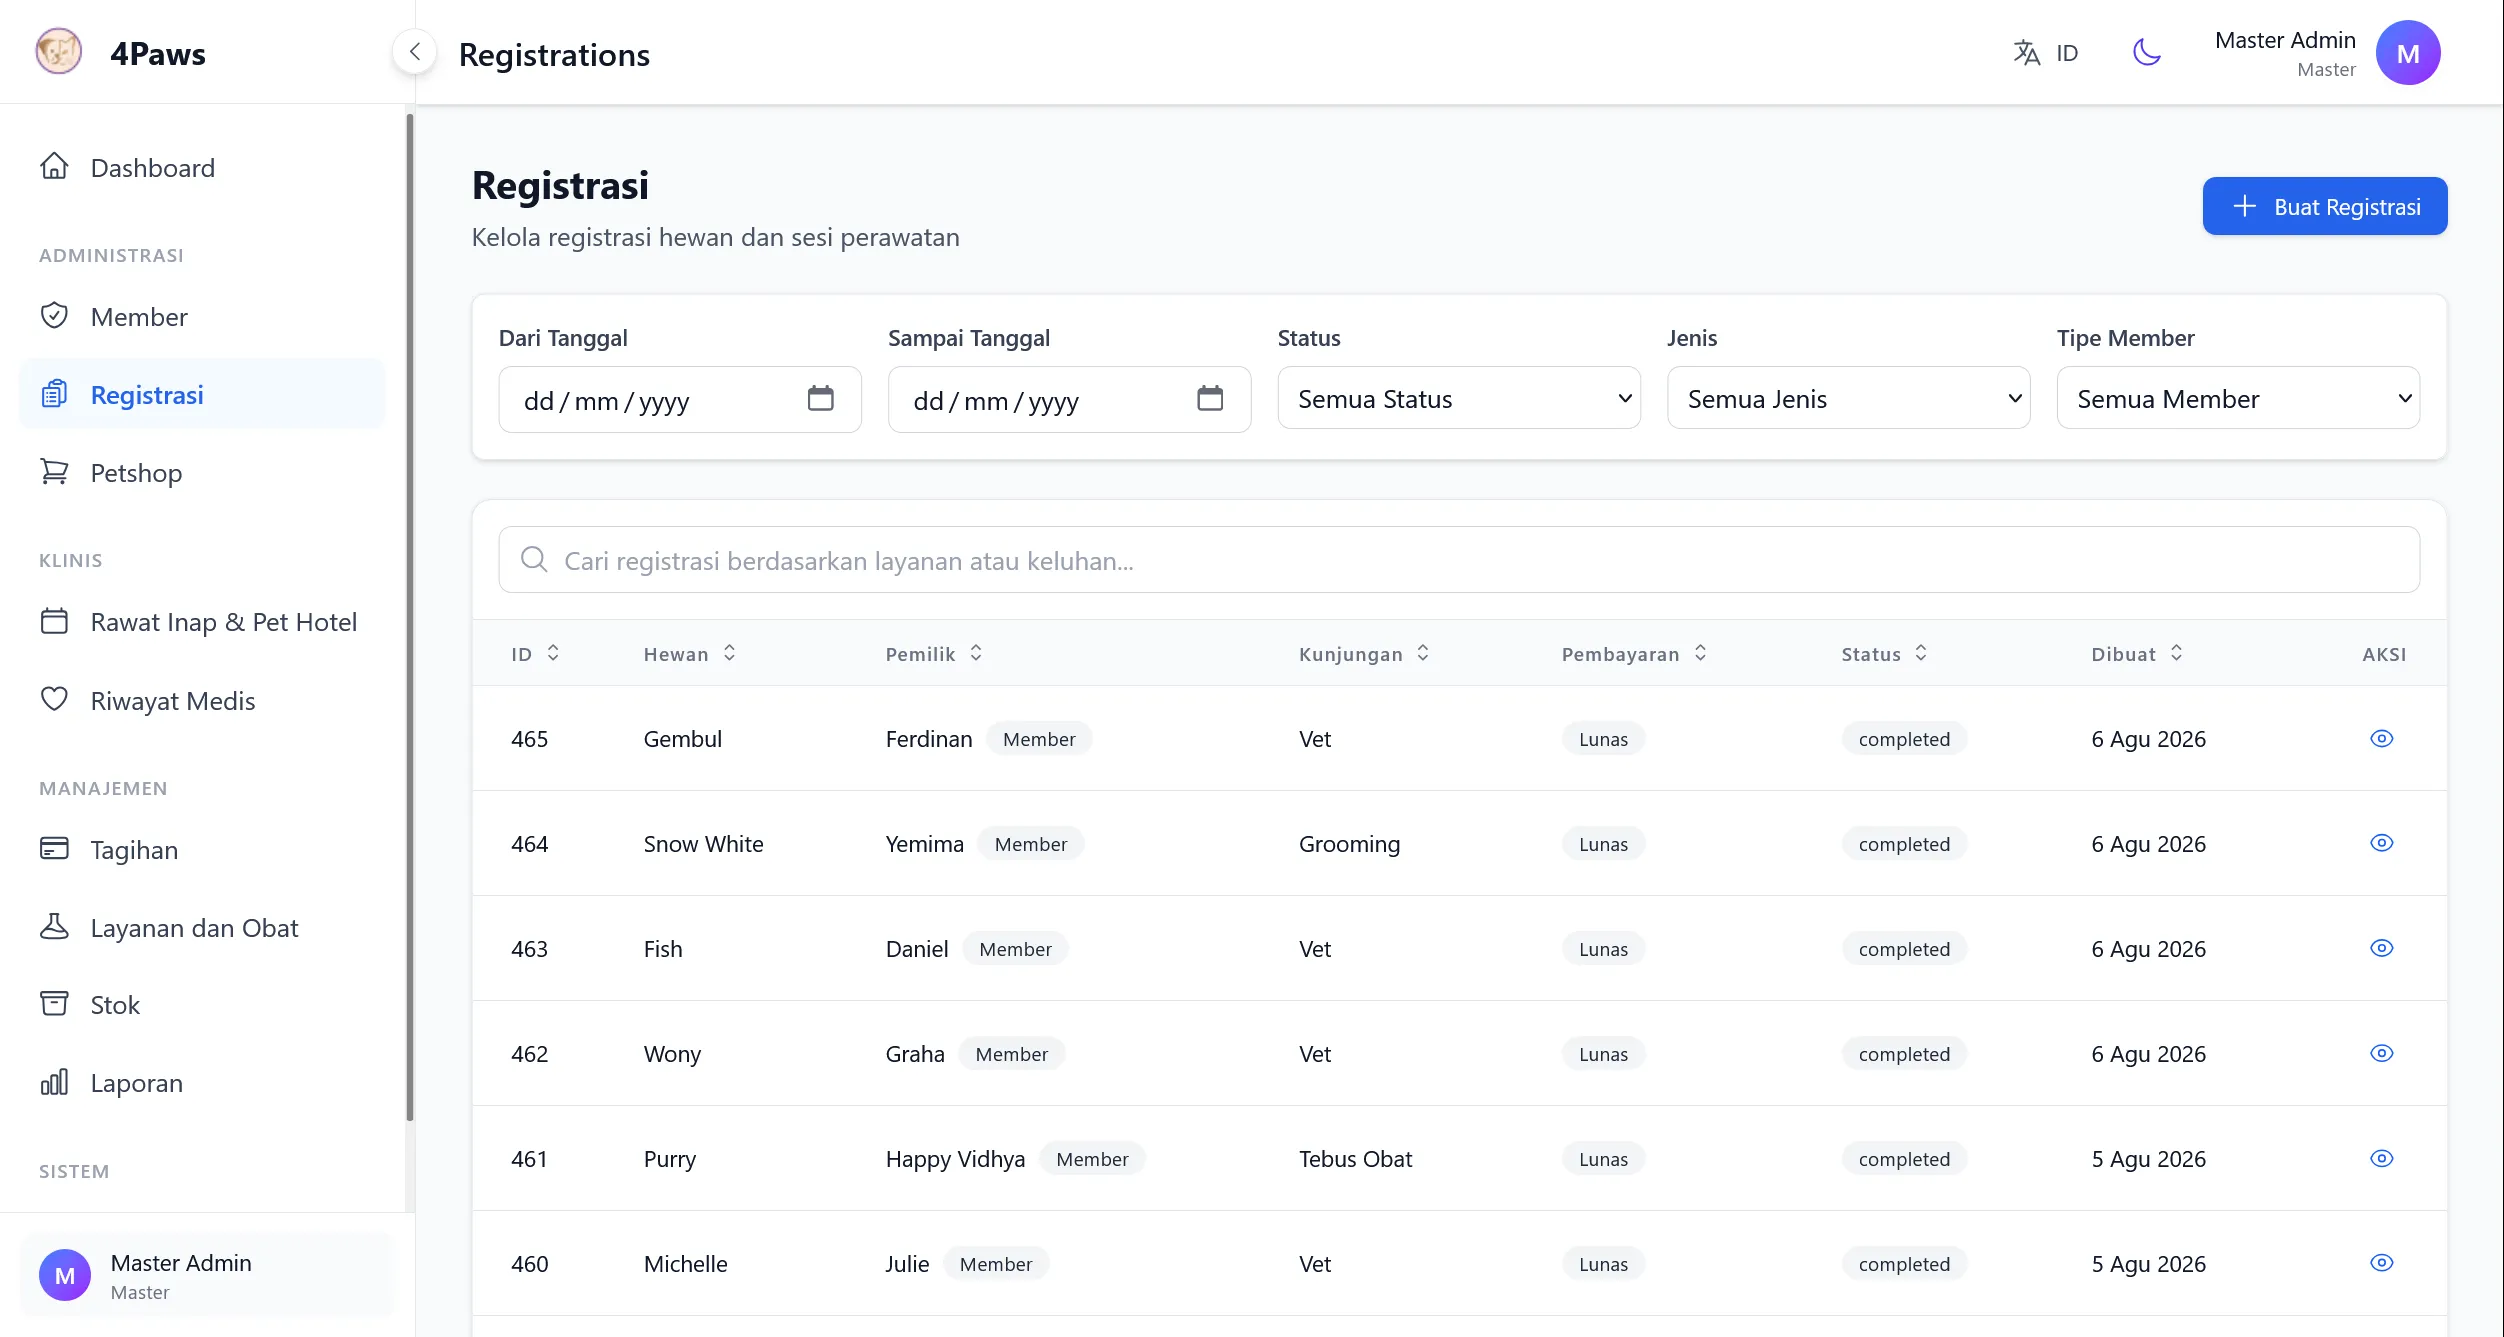 4Paws
Registrations
ID
Master Admin
Master
M
Dashboard
ADMINISTRASI
Member
Registrasi
Petshop
KLINIS
Rawat Inap & Pet Hotel
Riwayat Medis
MANAJEMEN
Tagihan
Layanan dan Obat
Stok
Laporan
SISTEM
M
Master Admin
Master
Registrasi
Kelola registrasi hewan dan sesi perawatan
Buat Registrasi
Dari Tanggal Sampai Tanggal Status Jenis Tipe Member
dd/mm/yyyy dd/mm/yyyy Semua Status Semua Jenis Semua Member
Cari registrasi berdasarkan layanan atau keluhan...
ID Hewan Pemilik Kunjungan Pembayaran Status Dibuat AKSI
465 Gembul Ferdinan Member Vet Lunas completed 6 Agu 2026
464 Snow White Yemima Member Grooming Lunas completed 6 Agu 2026
463 Fish Daniel Member Vet Lunas completed 6 Agu 2026
462 Wony Graha Member Vet Lunas completed 6 Agu 2026
461 Purry Happy Vidhya Member Tebus Obat Lunas completed 5 Agu 2026
460 Michelle Julie Member Vet Lunas completed 5 Agu 2026